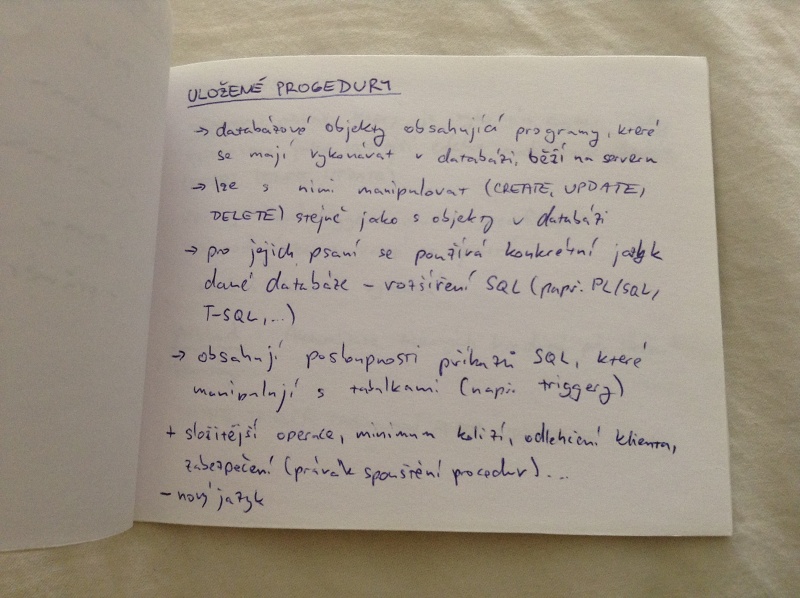 ULOŽENÉ PROCEDURY
→ databázové objekty obsahující programy, které
se mají vykonávat v databázi, běží na serveru
→ lze s nimi manipulovat (CREATE, UPDATE,
DELETE) stejně jako s objekty v databázi
→ pro jejich psaní se používá konkrétní jazyk
dané databáze - rozšíření SQL (např. PL/SQL,
T-SQL, ...)
→ obsahují posloupnosti příkazů SQL, které
manipulují s tabulkami (např. triggery)
+ složitější operace, minimum kolizí, odlehčení klienta,
zabezpečení (práva k spouštění procedur) ...
- nový jazyk